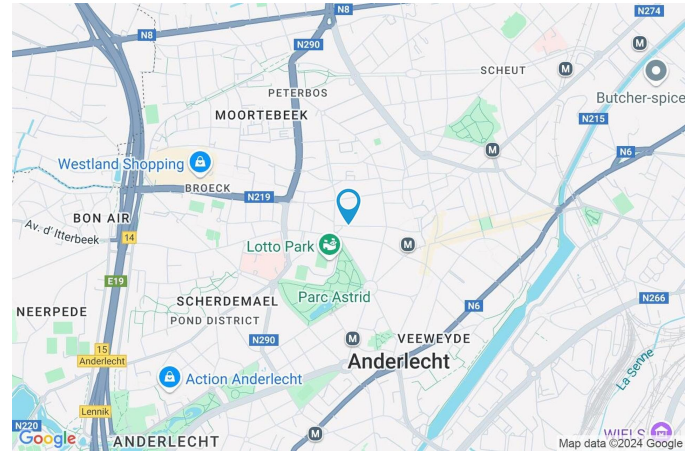 N8
N8
N290
N274
M
M
SCHEUT
PETERBOS
Butcher-spice
MOORTEBEEK
N215
M
N6
Westland Shopping
BROECK
N219
BON AIR
Av. d'Itterbeek
14
Lotto Park
M
E19
Parc Astrid
N266
SCHERDEMAEL
NEERPEDE
POND DISTRICT
N6
N290
M
VEEWEYDE
15
Anderlecht
Anderlecht
La Senne
Action Anderlecht
Lennik
N220
M
WIELS
Google
ANDERLECHT
Map data ©2024 Google